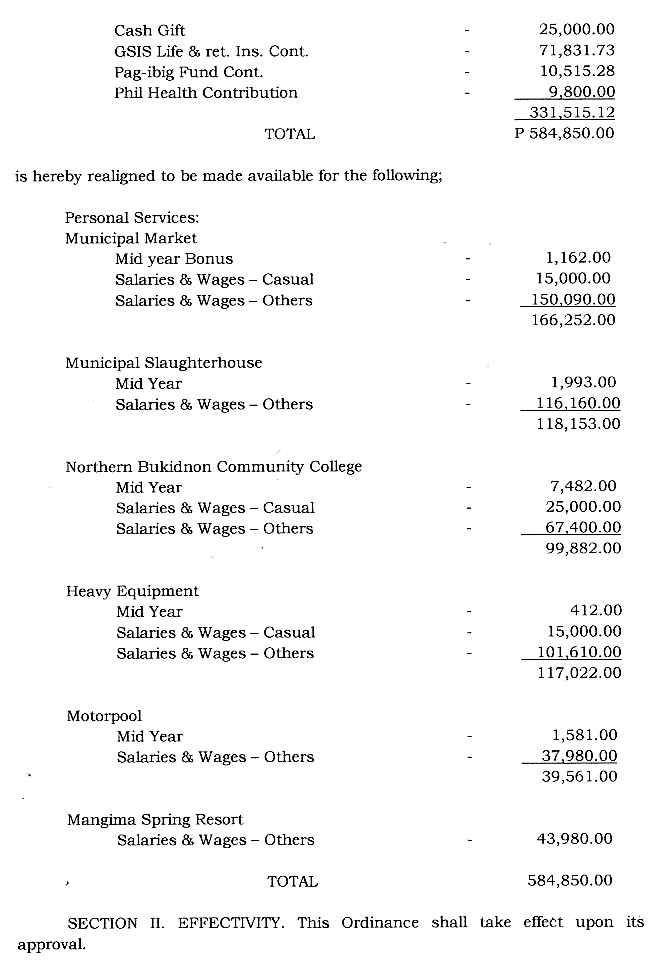 Cash Gift - 25,000.00
GSIS Life & ret. Ins. Cont. - 71,831.73
Pag-ibig Fund Cont. - 10,515.28
Phil Health Contribution - 9,800.00
331,515.12
TOTAL P 584,850.00
is hereby realigned to be made available for the following;
Personal Services:
Municipal Market
Mid year Bonus - 1,162.00
Salaries & Wages – Casual - 15,000.00
Salaries & Wages – Others - 150,090.00
166,252.00
Municipal Slaughterhouse
Mid Year - 1,993.00
Salaries & Wages – Others - 116,160.00
118,153.00
Northern Bukidnon Community College
Mid Year - 7,482.00
Salaries & Wages – Casual - 25,000.00
Salaries & Wages – Others - 67,400.00
99,882.00
Heavy Equipment
Mid Year - 412.00
Salaries & Wages – Casual - 15,000.00
Salaries & Wages – Others - 101,610.00
117,022.00
Motorpool
Mid Year - 1,581.00
Salaries & Wages – Others - 37,980.00
39,561.00
Mangima Spring Resort
Salaries & Wages – Others - 43,980.00
TOTAL 584,850.00
SECTION II. EFFECTIVITY. This Ordinance shall take effect upon its
approval.